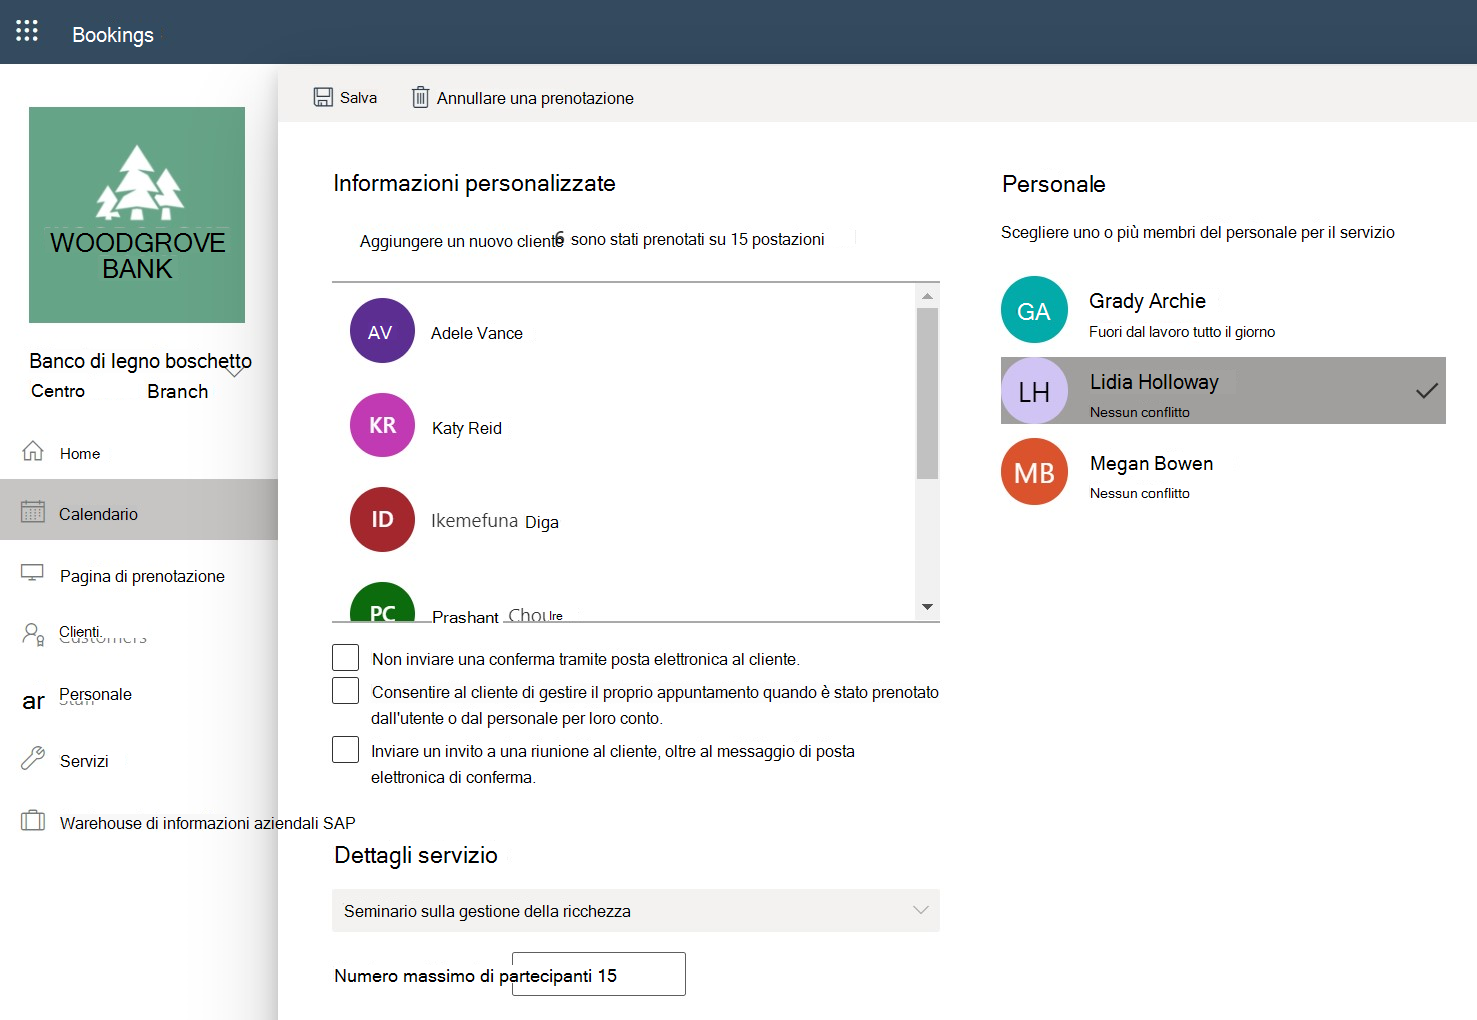 Bookings
Salva
Annullare una prenotazione
WOODGROVE
BANK
Banco di legno boschetto
Centro Branch
Home
Calendario
Pagina di prenotazione
Clienti.
Customers
ar Personale
Staff
Servizi
Warehouse di informazioni aziendali SAP
Informazioni personalizzate
Aggiungere un nuovo cliente
6 sono stati prenotati su 15 postazioni
AV
Adele Vance
KR
Katy Reid
ID
Ikemefuna Diga
PC
Prashant
Non inviare una conferma tramite posta elettronica al cliente.
Consentire al cliente di gestire il proprio appuntamento quando è stato prenotato
dall'utente o dal personale per loro conto.
Inviare un invito a una riunione al cliente, oltre al messaggio di posta
elettronica di conferma.
Dettagli servizio
Seminario sulla gestione della ricchezza
Numero massimo di partecipanti 15
Personale
Scegliere uno o più membri del personale per il servizio
GA
Grady Archie
Fuori dal lavoro tutto il giorno
LH
Lidia Holloway
Nessun conflitto
MB
Megan Bowen
Nessun conflitto